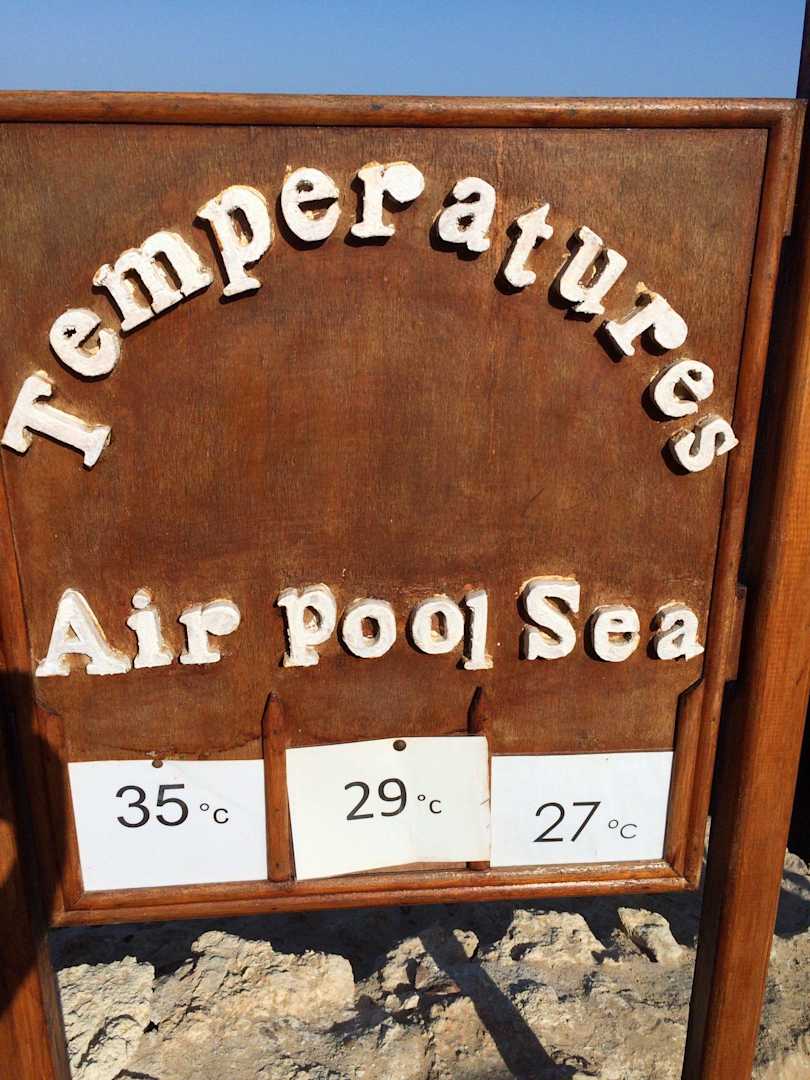 Temperatures
Air Pool Sea
35 °C 29 °C 27 °C